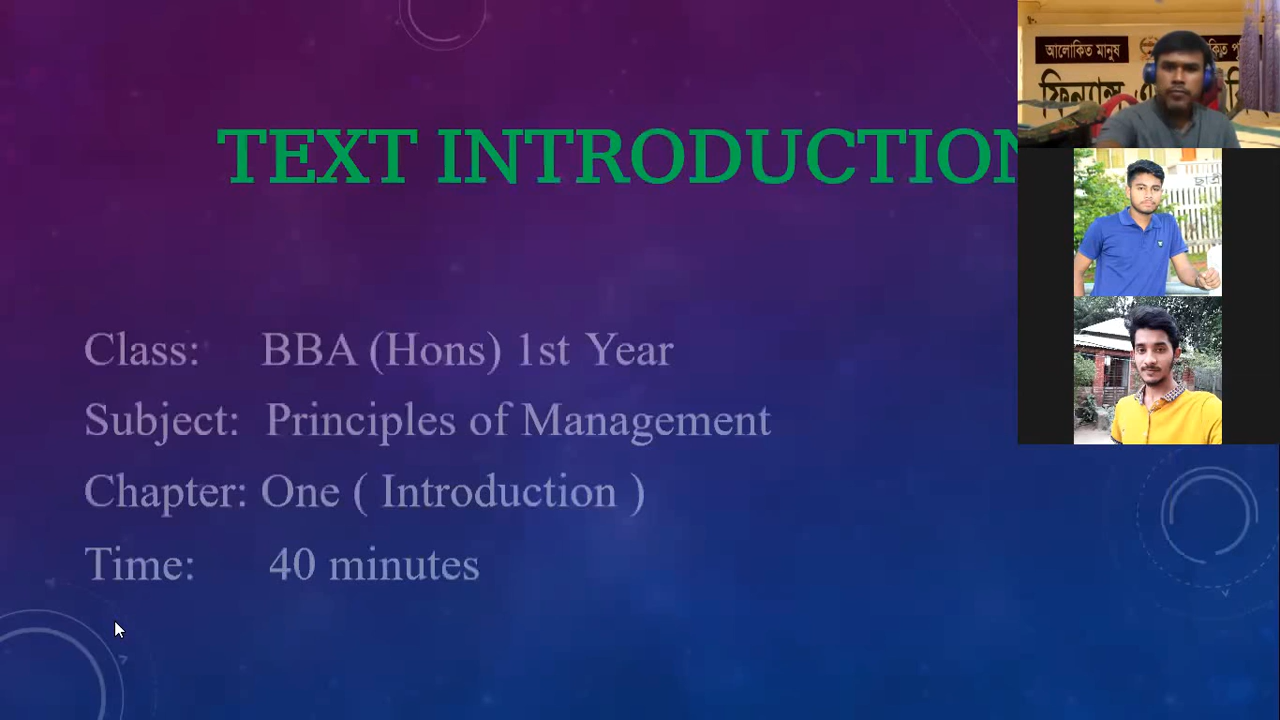 TEXT INTRODUCTION
Class: BBA (Hons) 1st Year
Subject: Principles of Management
Chapter: One ( Introduction )
Time: 40 minutes
আলোকিত মানুষ
ফিন্যান্স